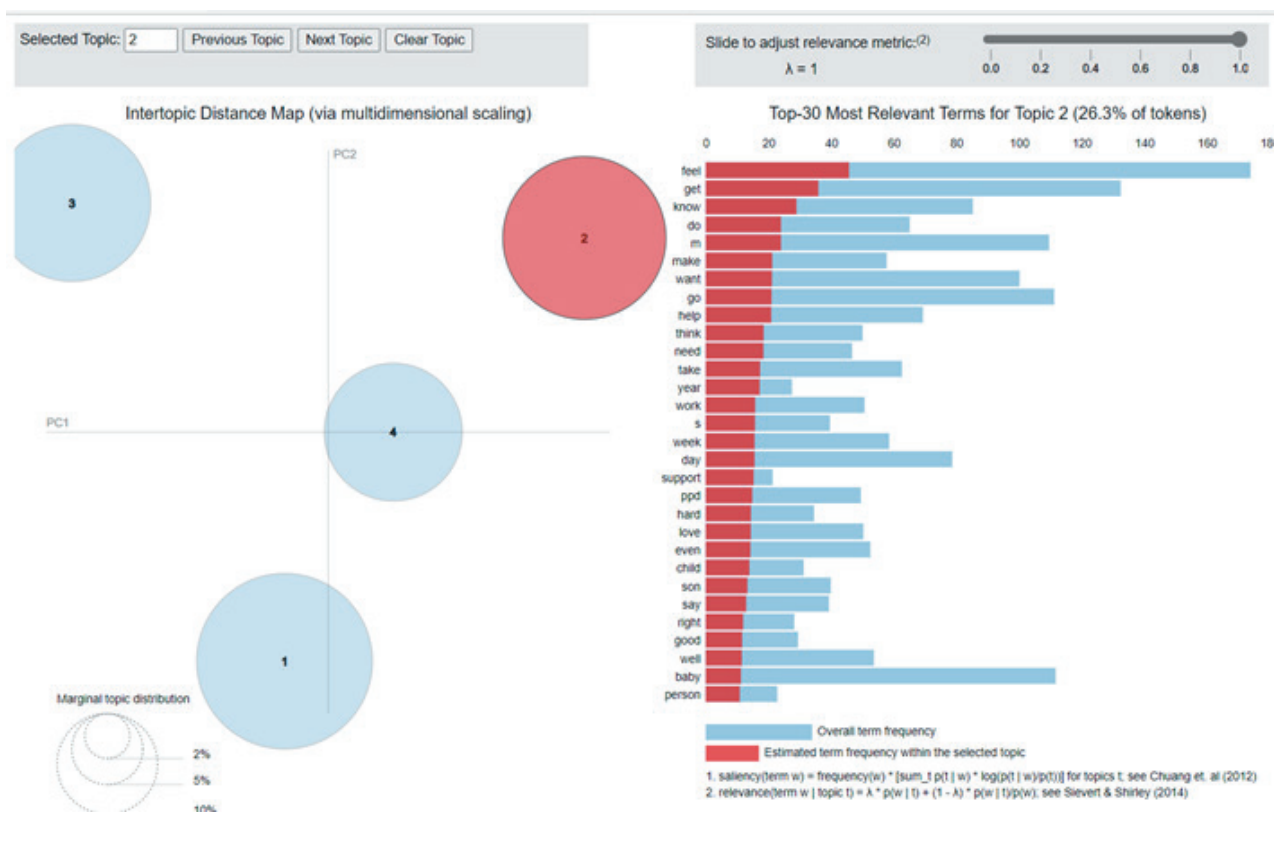 Selected Topic: 2 Previous Topic Next Topic Clear Topic
Slide to adjust relevance metric:(2)
λ = 1
0.0 0.2 0.4 0.6 0.8 1.0
Intertopic Distance Map (via multidimensional scaling)
PC2
PC1
3
2
4
1
Marginal topic distribution
2%
5%
10%
Top-30 Most Relevant Terms for Topic 2 (26.3% of tokens)
0 20 40 60 80 100 120 140 160 18
feel
get
know
do
m
make
want
go
help
think
need
take
year
work
s
week
day
support
ppd
hard
love
even
child
son
say
right
good
well
baby
person
Overall term frequency
Estimated term frequency within the selected topic
1. saliency(term w) = frequency(w) * [sum_t p(t | w) * log(p(t | w)/p(t))] for topics t; see Chuang et. al (2012)
2. relevance(term w | topic t) = λ * p(w | t) + (1 - λ) * p(w | t)/p(w); see Sievert & Shirley (2014)